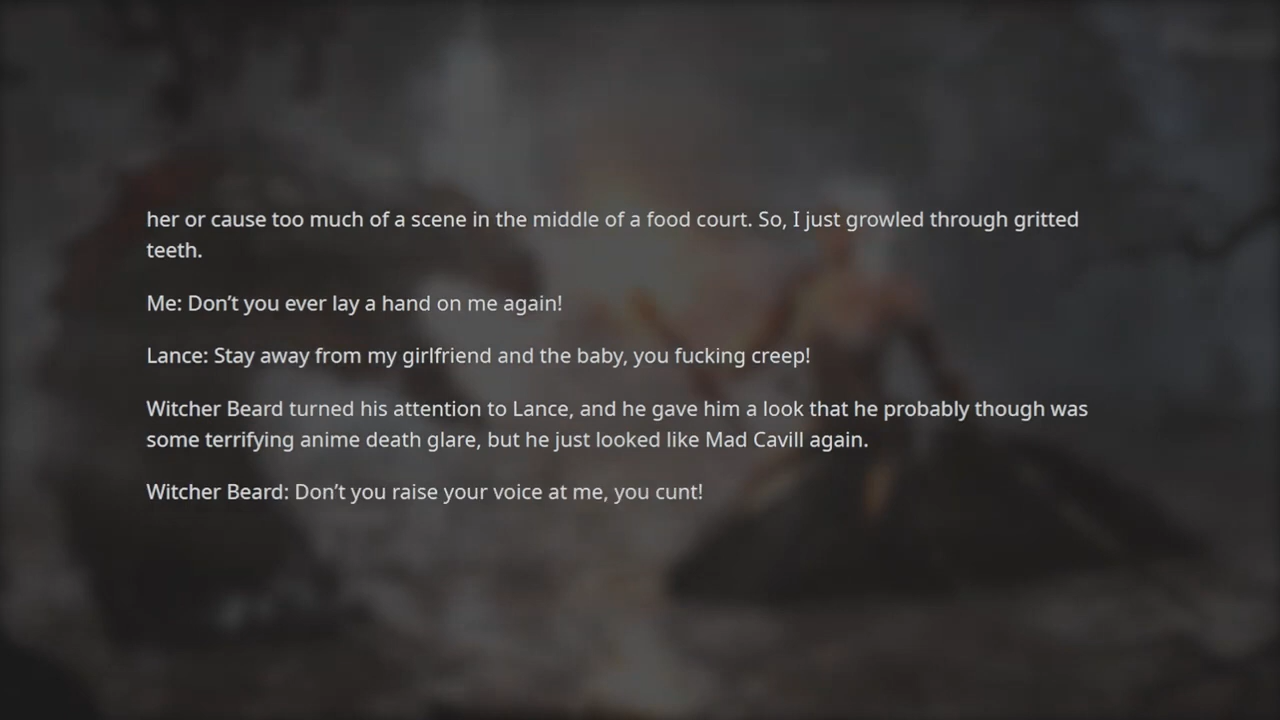 her or cause too much of a scene in the middle of a food court. So, I just growled through gritted
teeth.
Me: Don’t you ever lay a hand on me again!
Lance: Stay away from my girlfriend and the baby, you fucking creep!
Witcher Beard turned his attention to Lance, and he gave him a look that he probably though was
some terrifying anime death glare, but he just looked like Mad Cavill again.
Witcher Beard: Don’t you raise your voice at me, you cunt!